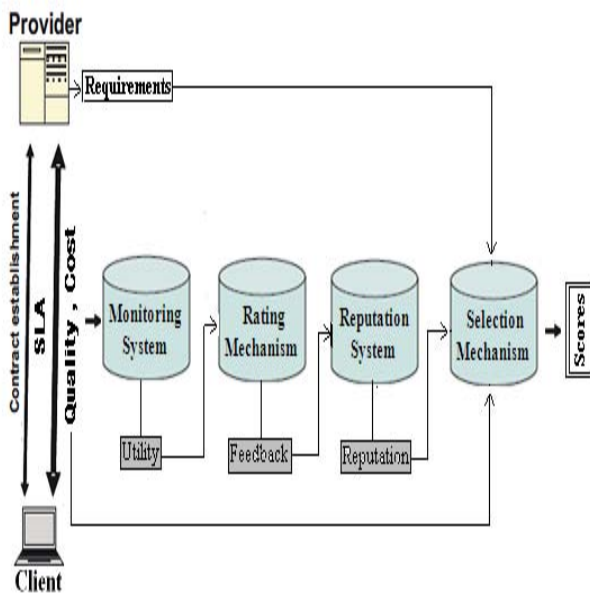 Provider
Requirements
Contract establishment
SLA
Quality , Cost
Monitoring
System
Rating
Mechanism
Reputation
System
Selection
Mechanism
Scores
Utility
Feedback
Reputation
Client